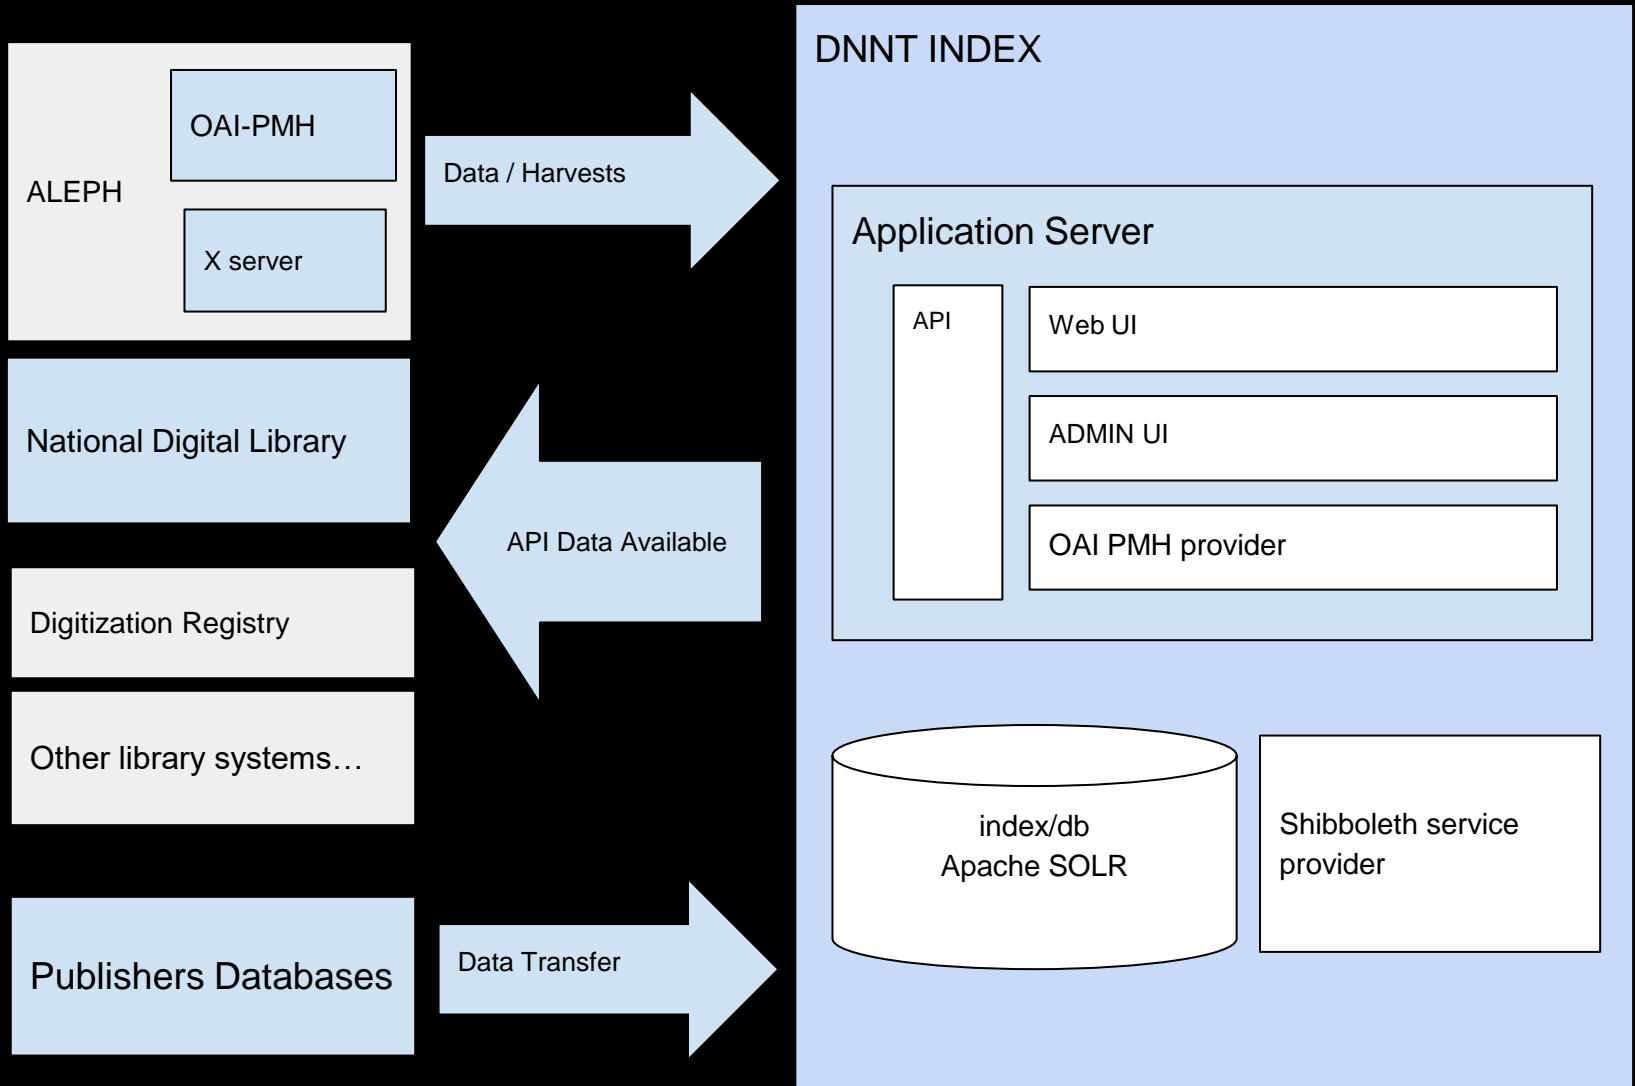 ALEPH
OAI-PMH
X server
National Digital Library
Digitization Registry
Other library systems…
Publishers Databases
Data / Harvests
API Data Available
Data Transfer
DNNT INDEX
Application Server
API
Web UI
ADMIN UI
OAI PMH provider
index/db
Apache SOLR
Shibboleth service
provider